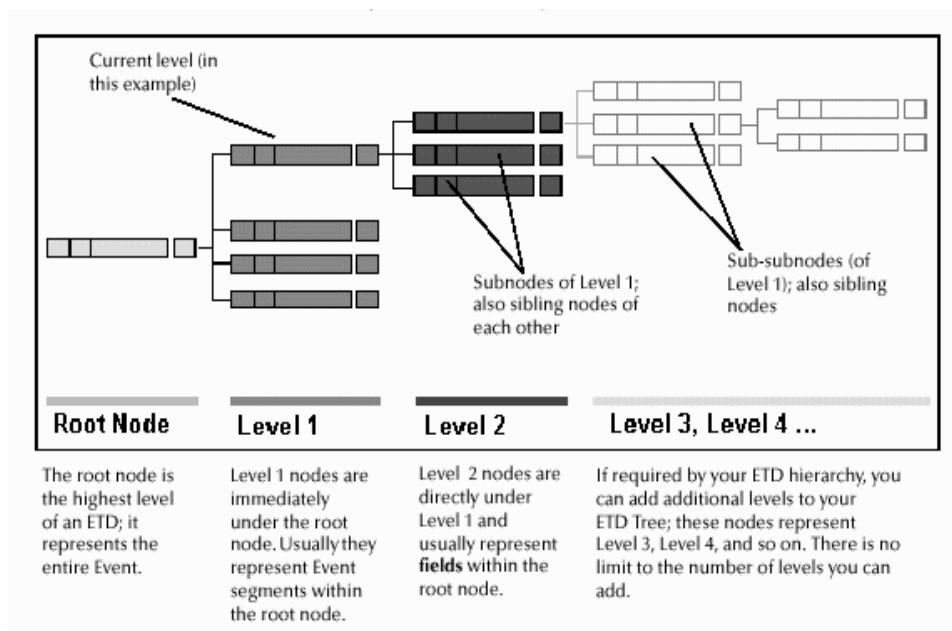 Current level (in
this example)
Subnodes of Level 1;
also sibling nodes of
each other
Sub-subnodes (of
Level 1); also sibling
nodes
Root Node
Level 1
Level 2
Level 3, Level 4 ...
The root node is
the highest level
of an ETD; it
represents the
entire Event.
Level 1 nodes are
immediately
under the root
node. Usually they
represent Event
segments within
the root node.
Level 2 nodes are
directly under
Level 1 and
usually represent
fields within the
root node.
If required by your ETD hierarchy, you
can add additional levels to your
ETD Tree; these nodes represent
Level 3, Level 4, and so on. There is no
limit to the number of levels you can
add.